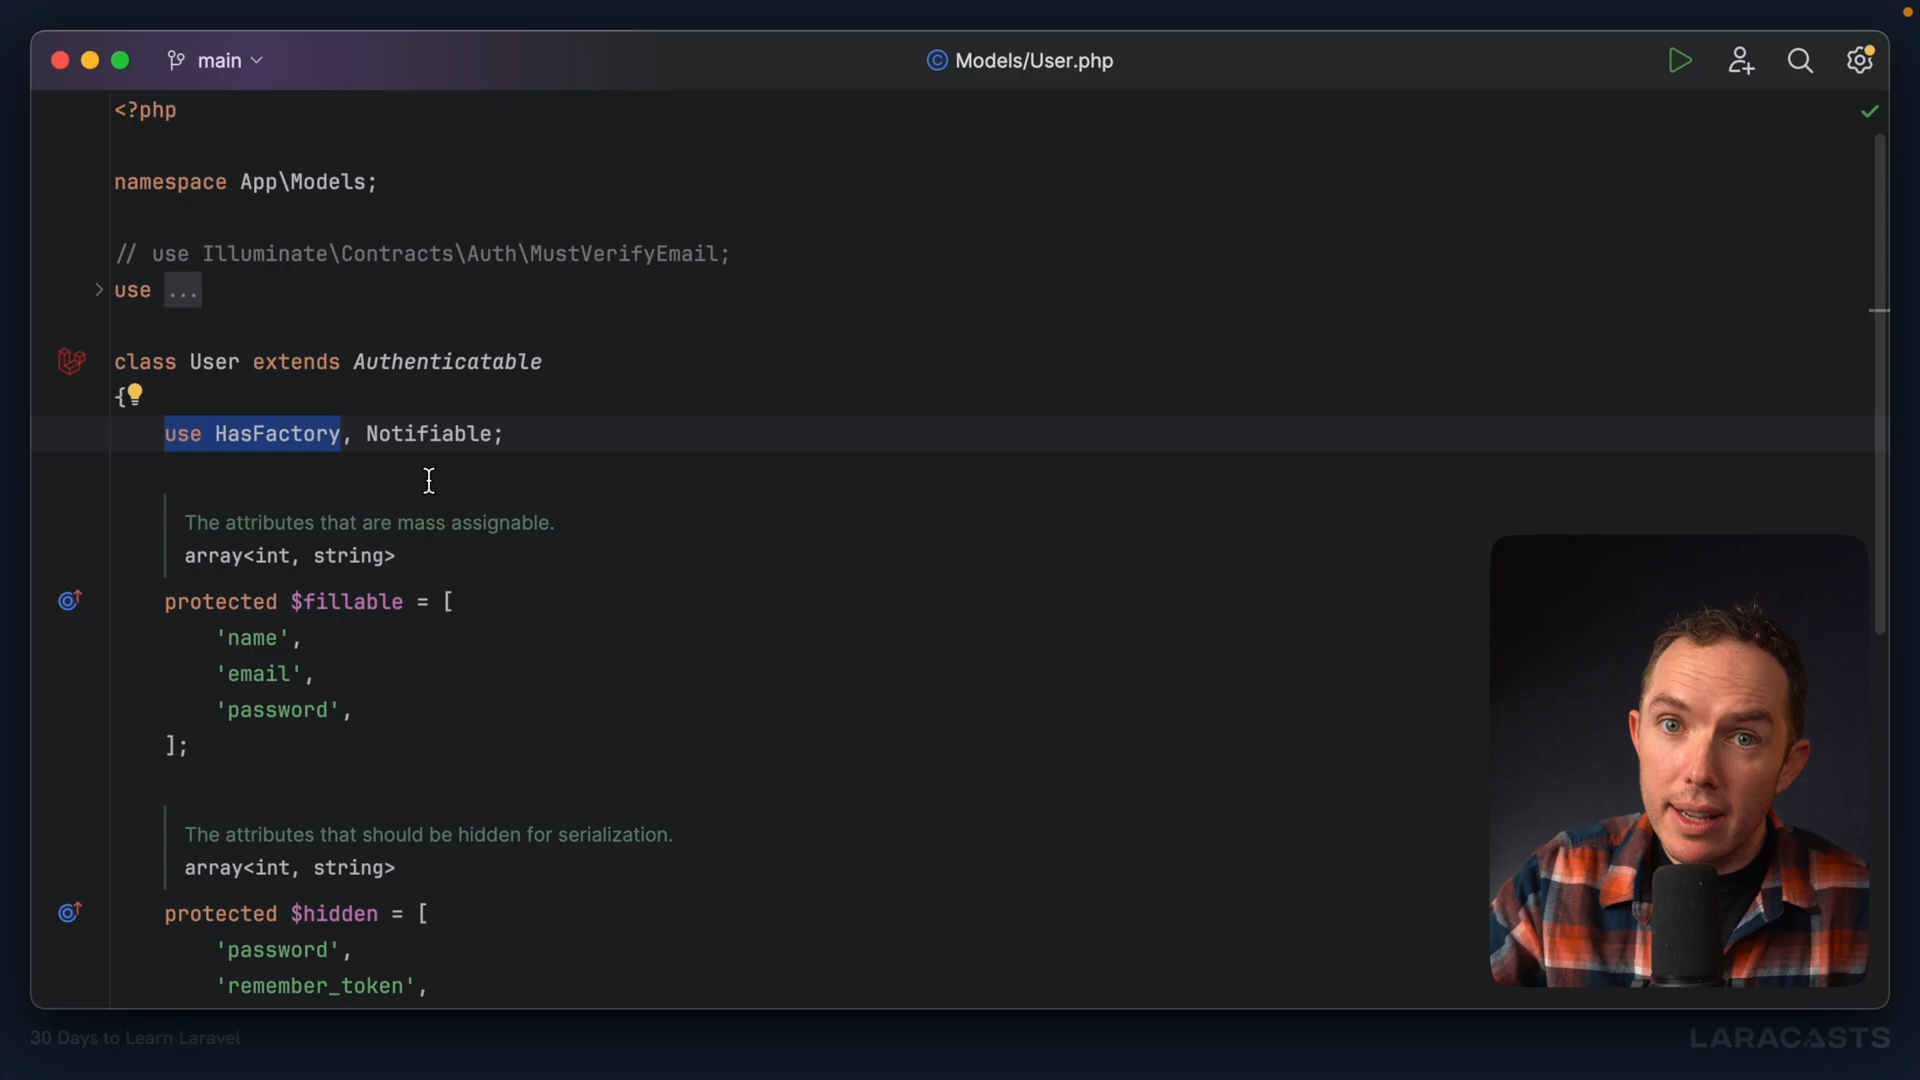 main
Models/User.php
<?php
namespace App\Models;
// use Illuminate\Contracts\Auth\MustVerifyEmail;
use ...
class User extends Authenticatable
{
use HasFactory, Notifiable;
The attributes that are mass assignable.
array<int, string>
protected $fillable = [
'name',
'email',
'password',
];
The attributes that should be hidden for serialization.
array<int, string>
protected $hidden = [
'password',
'remember_token',
30 Days to Learn Laravel
LARACASTS